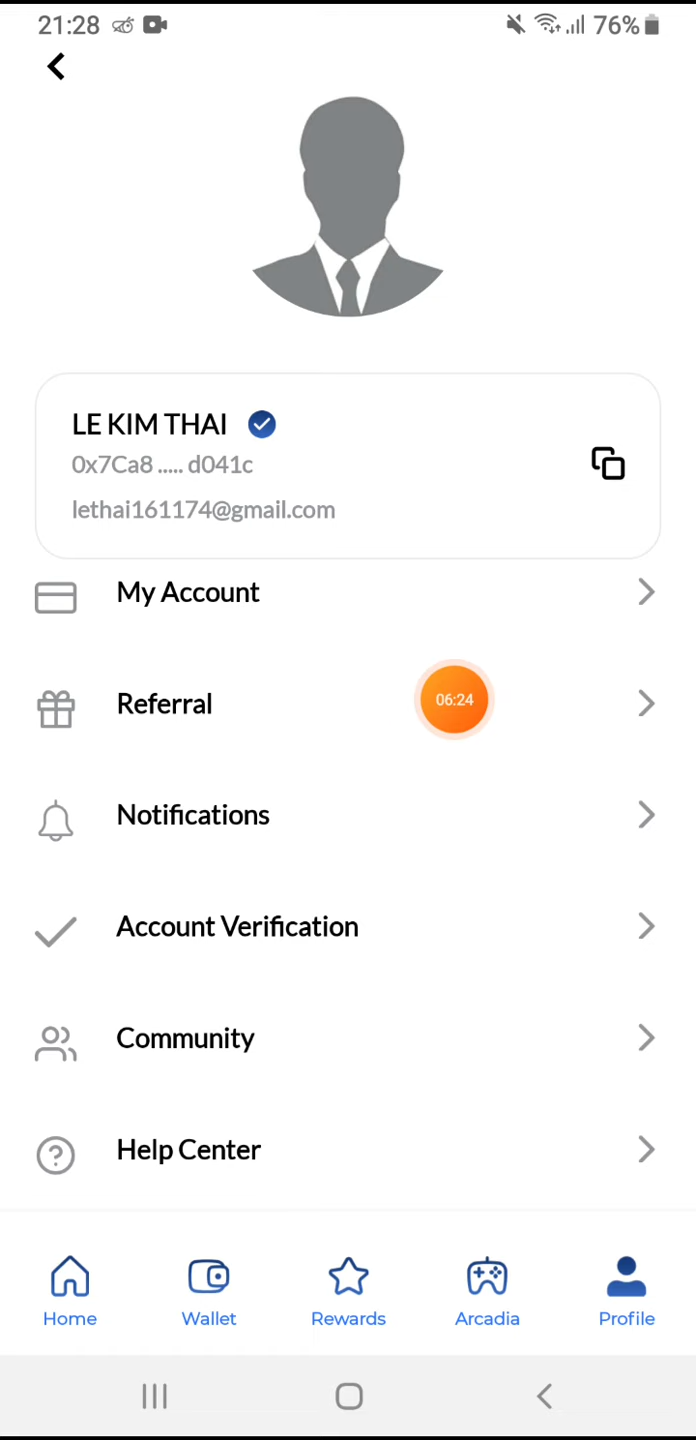 21:28 76%
LE KIM THAI
0x7Ca8 ..... d041c
lethai161174@gmail.com
My Account
Referral
06:24
Notifications
Account Verification
Community
Help Center
Home Wallet Rewards Arcadia Profile